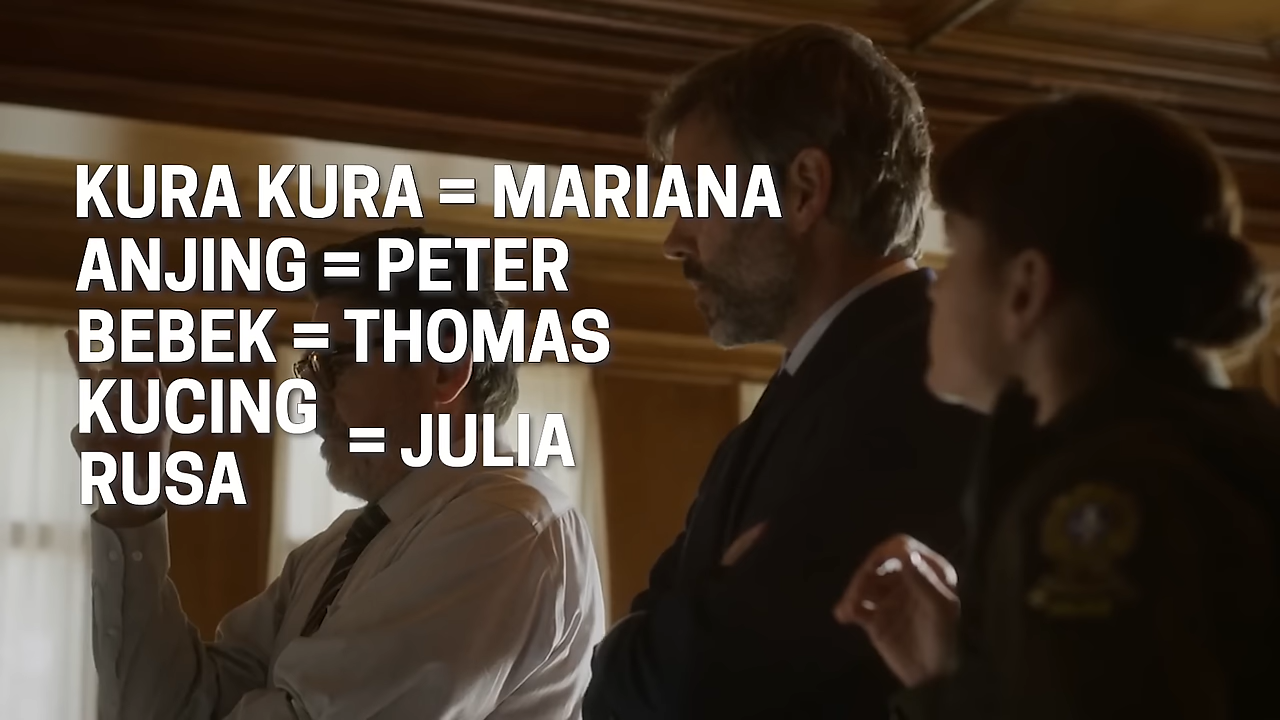 KURA KURA = MARIANA
ANJING = PETER
BEBEK = THOMAS
KUCING
= JULIA
RUSA